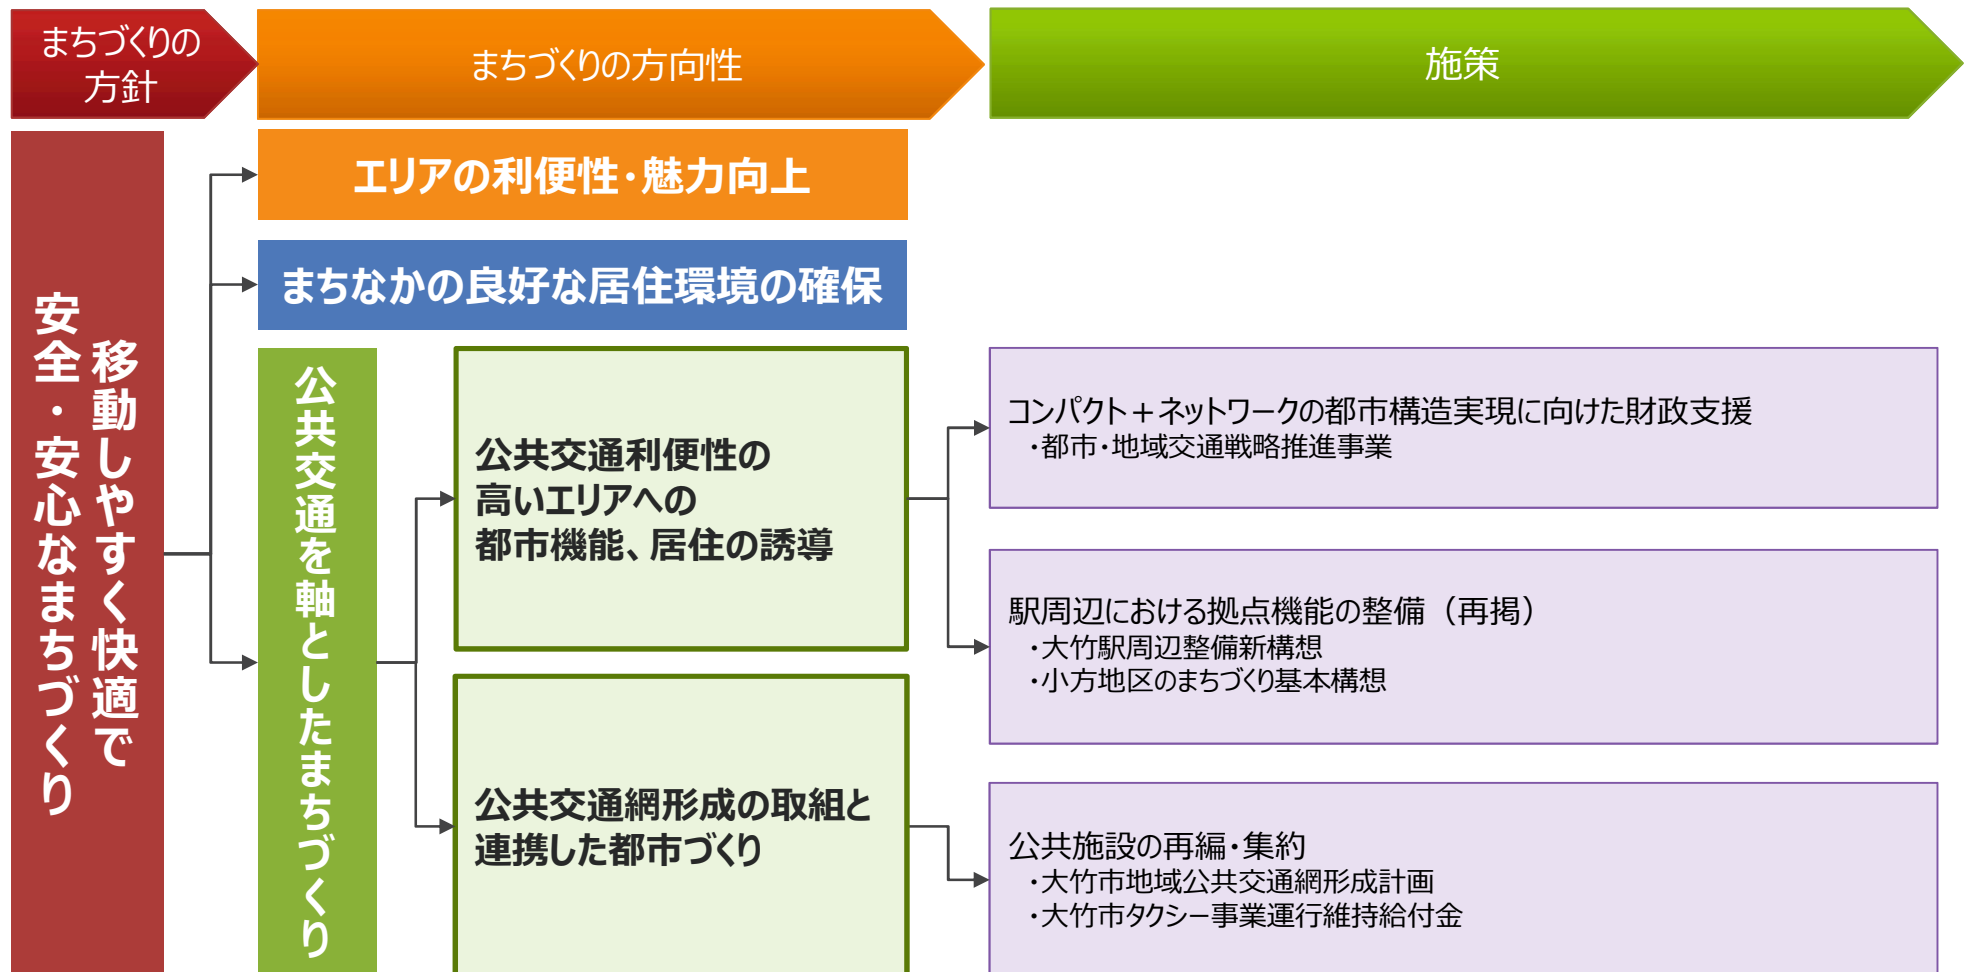 まちづくりの
方針
まちづくりの方向性
施策
移動しやすく快適で
安全・安心なまちづくり
エリアの利便性・魅力向上
まちなかの良好な居住環境の確保
公共交通を軸としたまちづくり
公共交通利便性の
高いエリアへの
都市機能、居住の誘導
コンパクト＋ネットワークの都市構造実現に向けた財政支援
・都市・地域交通戦略推進事業
駅周辺における拠点機能の整備（再掲）
・大竹駅周辺整備新構想
・小方地区のまちづくり基本構想
公共交通網形成の取組と
連携した都市づくり
公共施設の再編・集約
・大竹市地域公共交通網形成計画
・大竹市タクシー事業運行維持給付金